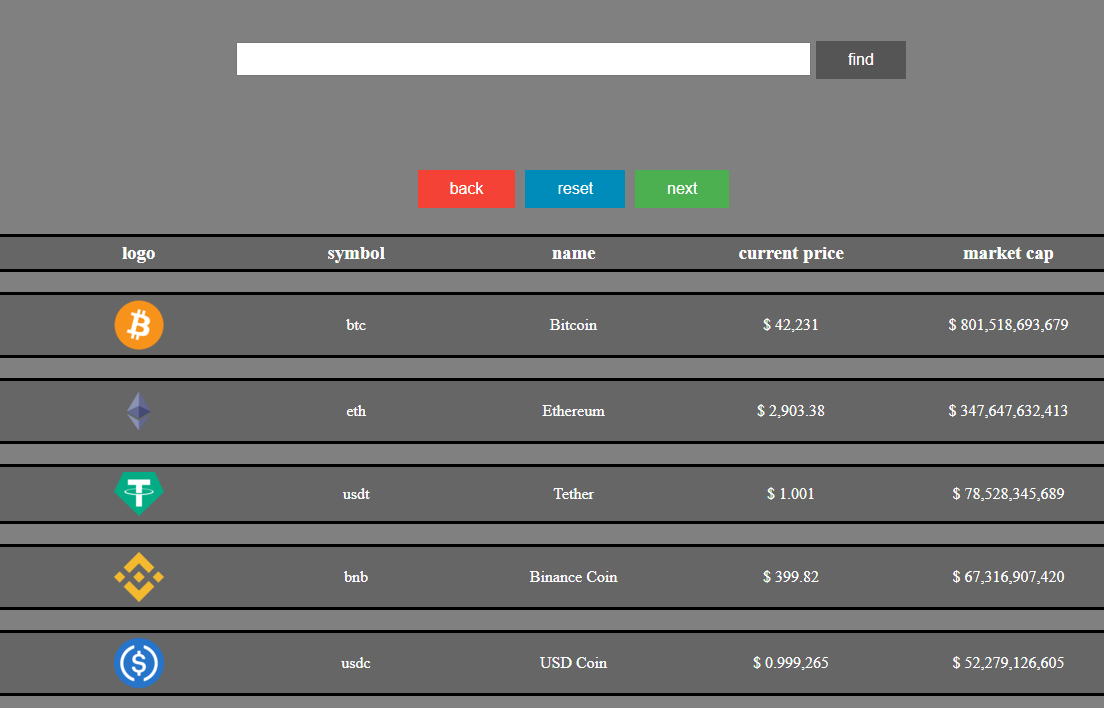 find
back reset next
logo symbol name current price market cap
btc Bitcoin $ 42,231 $ 801,518,693,679
eth Ethereum $ 2,903.38 $ 347,647,632,413
usdt Tether $ 1.001 $ 78,528,345,689
bnb Binance Coin $ 399.82 $ 67,316,907,420
usdc USD Coin $ 0.999,265 $ 52,279,126,605